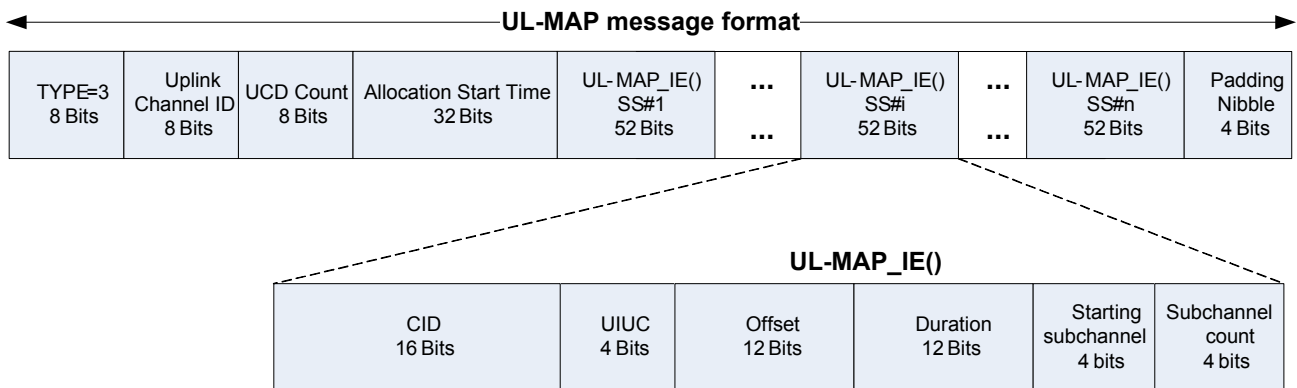 UL-MAP message format
TYPE=3
8 Bits
Uplink
Channel ID
8 Bits
UCD Count
8 Bits
Allocation Start Time
32 Bits
UL-MAP_IE()
SS#1
52 Bits
...
...
UL-MAP_IE()
SS#i
52 Bits
...
...
UL-MAP_IE()
SS#n
52 Bits
Padding
Nibble
4 Bits
UL-MAP_IE()
CID
16 Bits
UIUC
4 Bits
Offset
12 Bits
Duration
12 Bits
Starting
subchannel
4 bits
Subchannel
count
4 bits